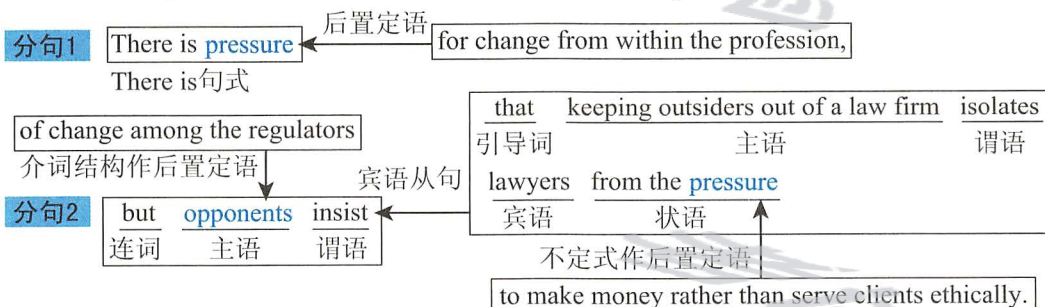 后置定语
分句1 There is pressure for change from within the profession,
There is句式
that keeping outsiders out of a law firm isolates
引导词 主语 谓语
of change among the regulators
介词结构作后置定语
宾语从句
lawyers from the pressure
宾语 状语
分句2 but opponents insist
连词 主语 谓语
不定式作后置定语
to make money rather than serve clients ethically.